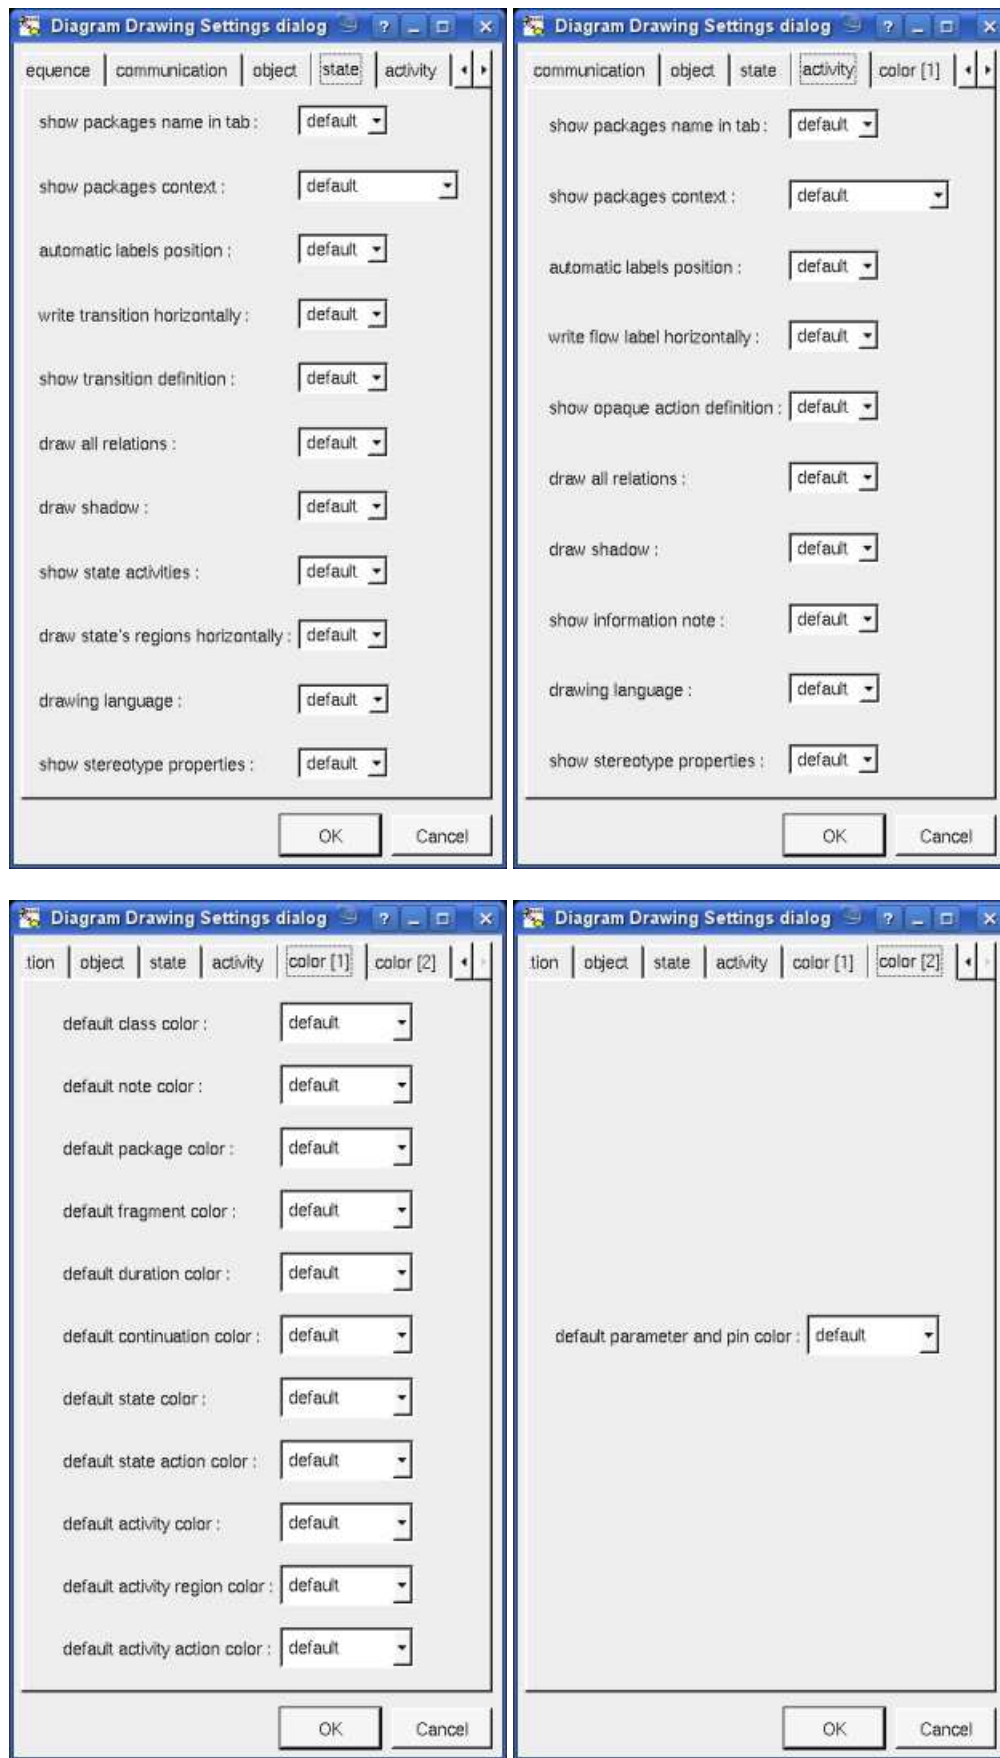 Diagram Drawing Settings dialog
equence communication object state activity
show packages name in tab : default
show packages context : default
automatic labels position : default
write transition horizontally : default
show transition definition : default
draw all relations : default
draw shadow : default
show state activities : default
draw state's regions horizontally : default
drawing language : default
show stereotype properties : default
OK Cancel
Diagram Drawing Settings dialog
communication object state activity color [1]
show packages name in tab : default
show packages context : default
automatic labels position : default
write flow label horizontally : default
show opaque action definition : default
draw all relations : default
draw shadow : default
show information note : default
drawing language : default
show stereotype properties : default
OK Cancel
Diagram Drawing Settings dialog
tion object state activity color [1] color [2]
default class color : default
default note color : default
default package color : default
default fragment color : default
default duration color : default
default continuation color : default
default state color : default
default state action color : default
default activity color : default
default activity region color : default
default activity action color : default
OK Cancel
Diagram Drawing Settings dialog
tion object state activity color [1] color [2]
default parameter and pin color : default
OK Cancel